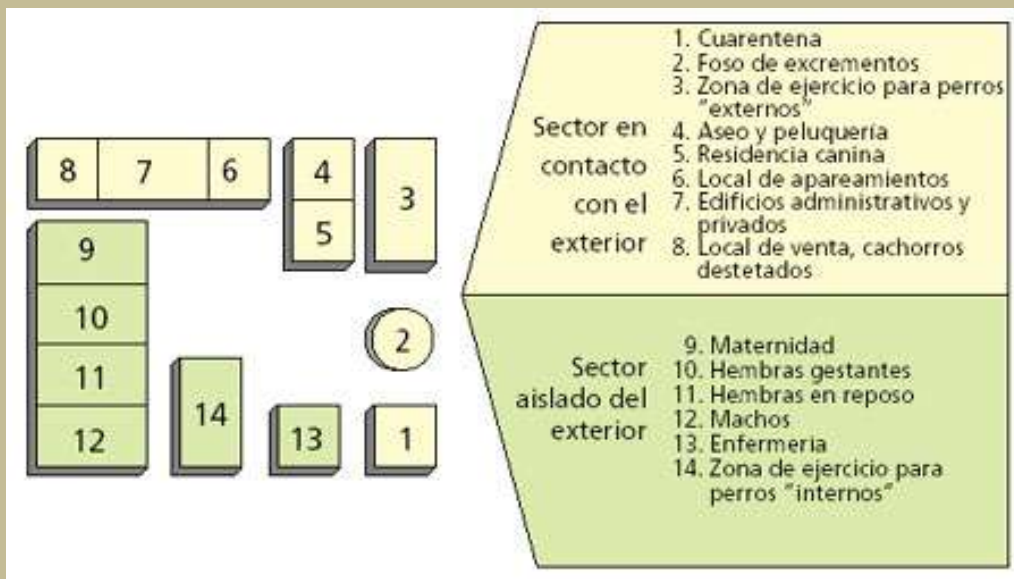 8 7 6
4
5
3
9
10
11
12
14
13
2
1
Sector en
contacto
con el
exterior
1. Cuarentena
2. Foso de excrementos
3. Zona de ejercicio para perros
"externos"
4. Aseo y peluquería
5. Residencia canina
6. Local de apareamientos
7. Edificios administrativos y
privados
8. Local de venta, cachorros
destetados
Sector
aislado del
exterior
9. Maternidad
10. Hembras gestantes
11. Hembras en reposo
12. Machos
13. Enfermeria
14. Zona de ejercicio para
perros "internos"